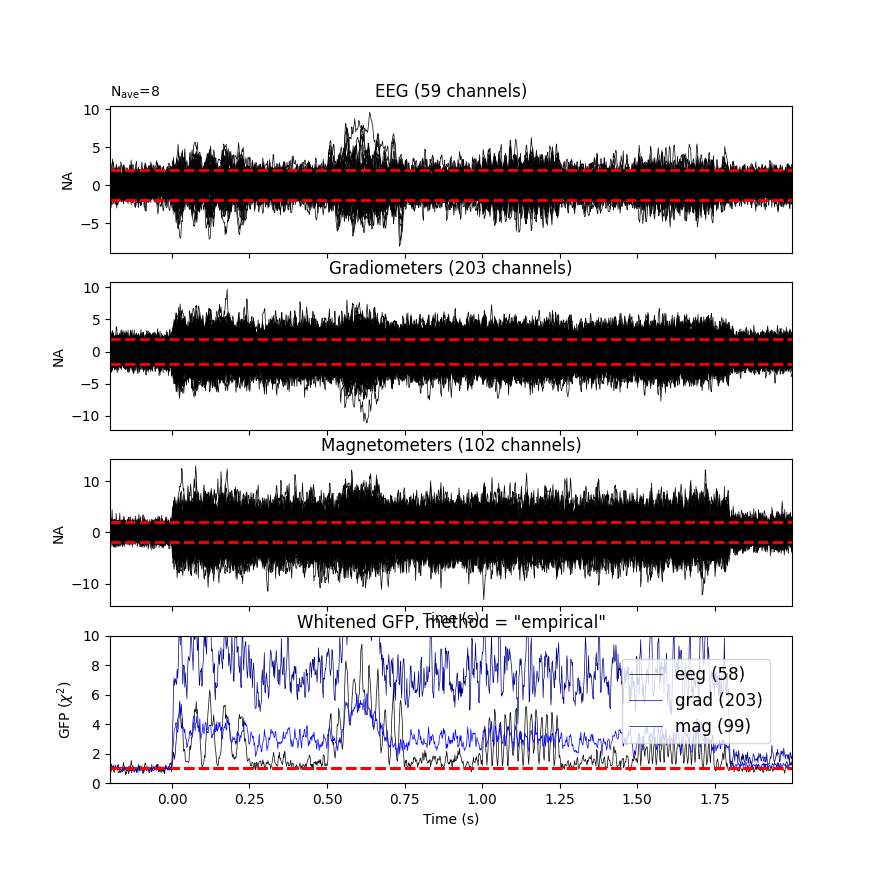 Nave=8
EEG (59 channels)
10
5
0
−5
NA
Gradiometers (203 channels)
10
5
0
−5
−10
NA
Magnetometers (102 channels)
10
0
−10
NA
Time (s)
Whitened GFP, method = "empirical"
10
8
6
4
2
0
GFP (χ²)
eeg (58)
grad (203)
mag (99)
0.00 0.25 0.50 0.75 1.00 1.25 1.50 1.75
Time (s)